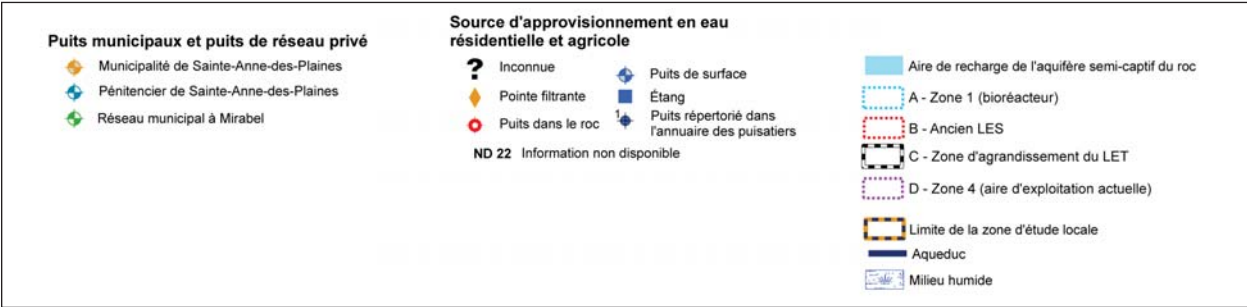 Puits municipaux et puits de réseau privé
Municipalité de Sainte-Anne-des-Plaines
Pénitencier de Sainte-Anne-des-Plaines
Réseau municipal à Mirabel
Source d'approvisionnement en eau
résidentielle et agricole
? Inconnue
Pointe filtrante
Puits dans le roc
ND 22 Information non disponible
Puits de surface
Étang
1 Puits répertorié dans
l'annuaire des puisatiers
Aire de recharge de l'aquifère semi-captif du roc
A - Zone 1 (bioréacteur)
B - Ancien LES
C - Zone d'agrandissement du LET
D - Zone 4 (aire d'exploitation actuelle)
Limite de la zone d'étude locale
Aqueduc
Milieu humide